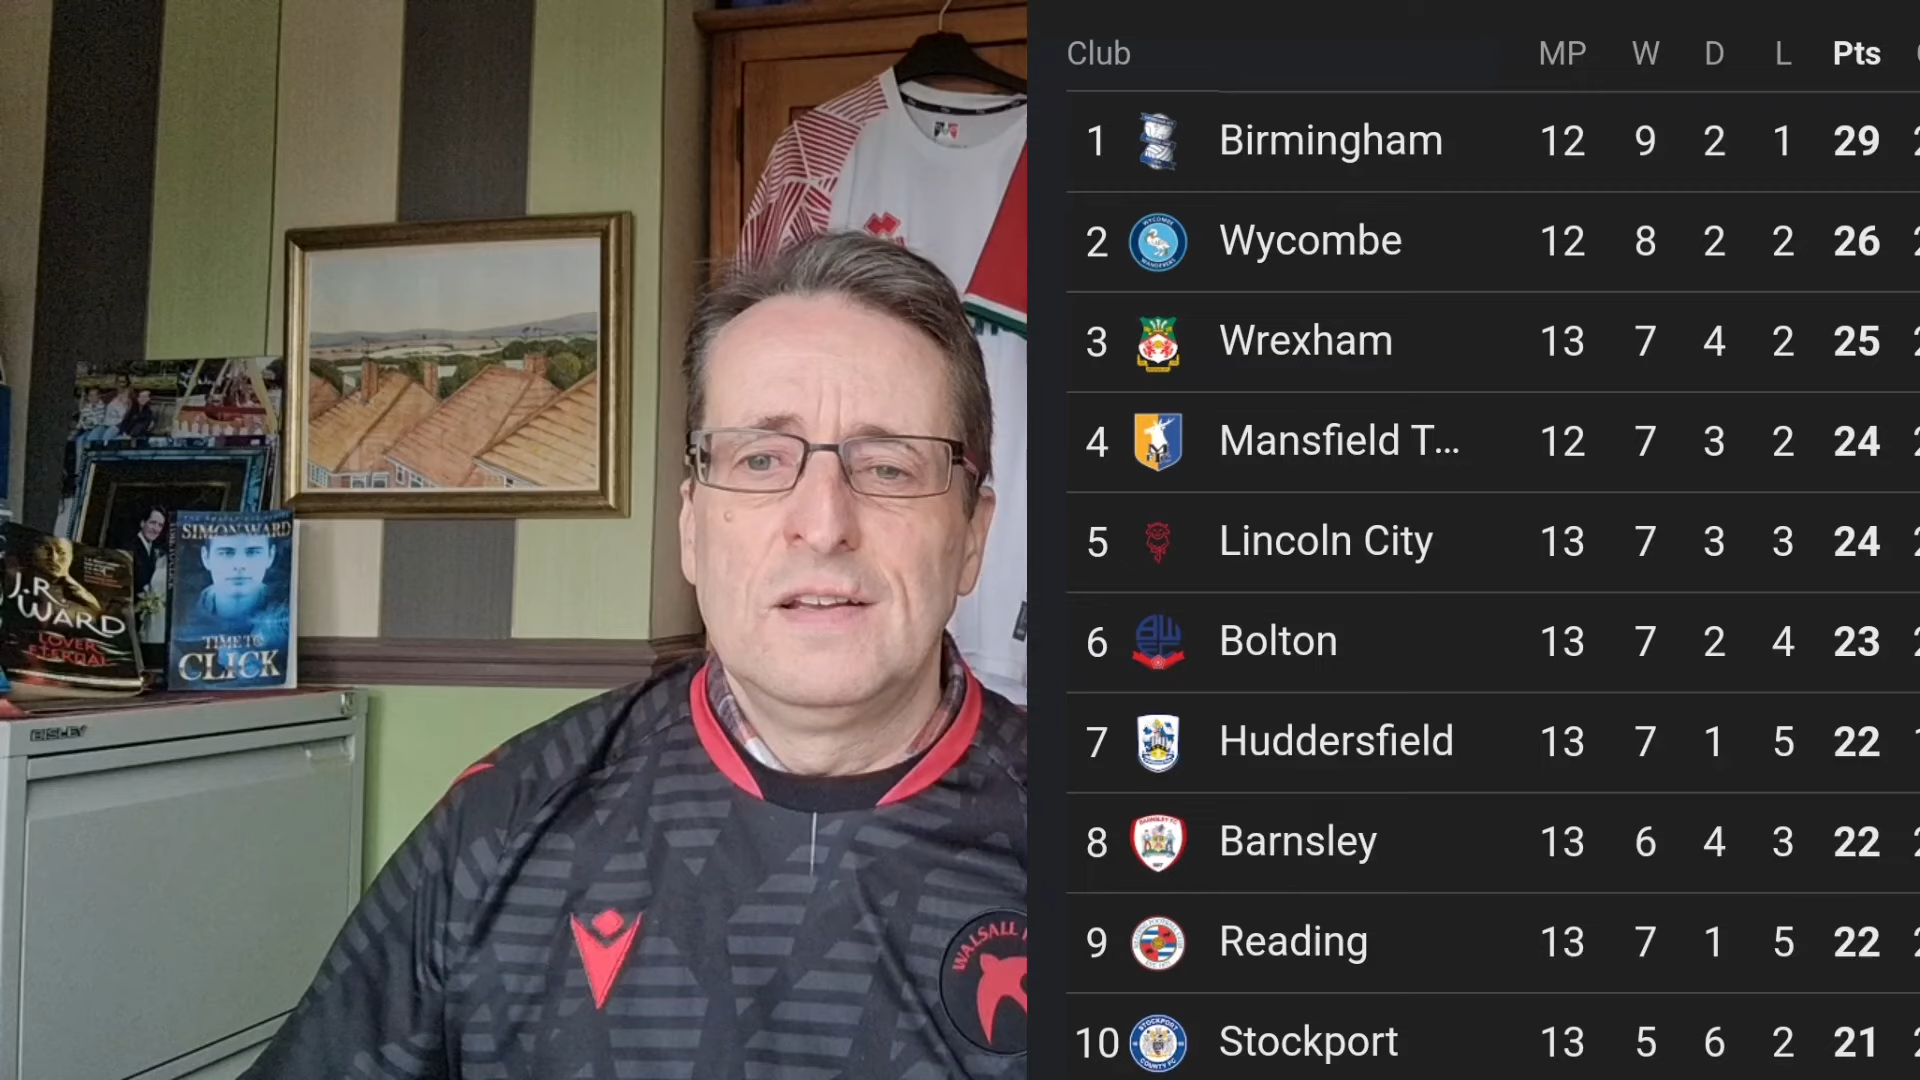 SIMON WARD
TIME TO
CLICK
J.R.
WARD
LOVER
ETERNAL
BISLEY
WALSALL F
Club MP W D L Pts
1 Birmingham 12 9 2 1 29
2 Wycombe 12 8 2 2 26
3 Wrexham 13 7 4 2 25
4 Mansfield T... 12 7 3 2 24
5 Lincoln City 13 7 3 3 24
6 Bolton 13 7 2 4 23
7 Huddersfield 13 7 1 5 22
8 Barnsley 13 6 4 3 22
9 Reading 13 7 1 5 22
10 Stockport 13 5 6 2 21